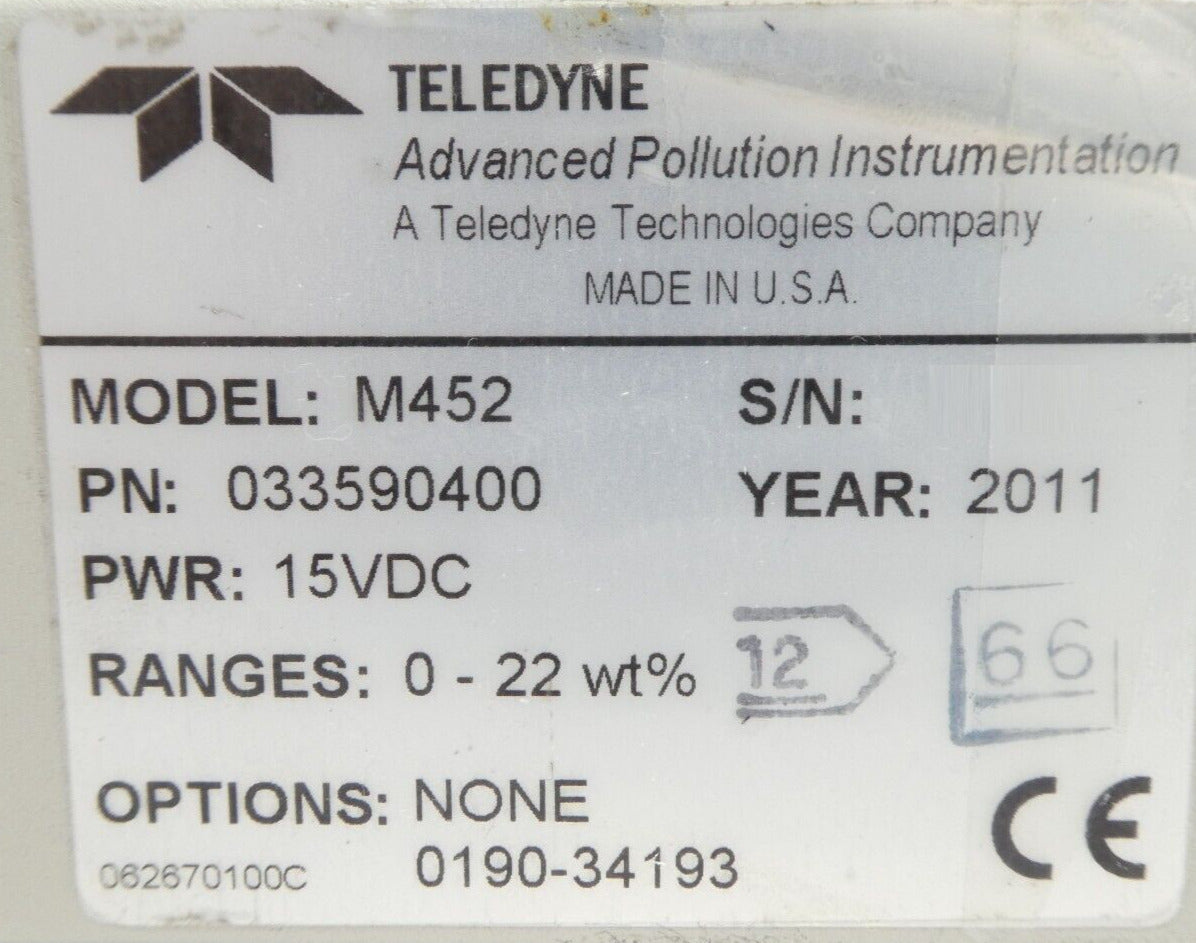 TELEDYNE
Advanced Pollution Instrumentation
A Teledyne Technologies Company
MADE IN U.S.A.
MODEL: M452 S/N:
PN: 033590400 YEAR: 2011
PWR: 15VDC
RANGES: 0 - 22 wt% 12 66
OPTIONS: NONE
062670100C 0190-34193 CE